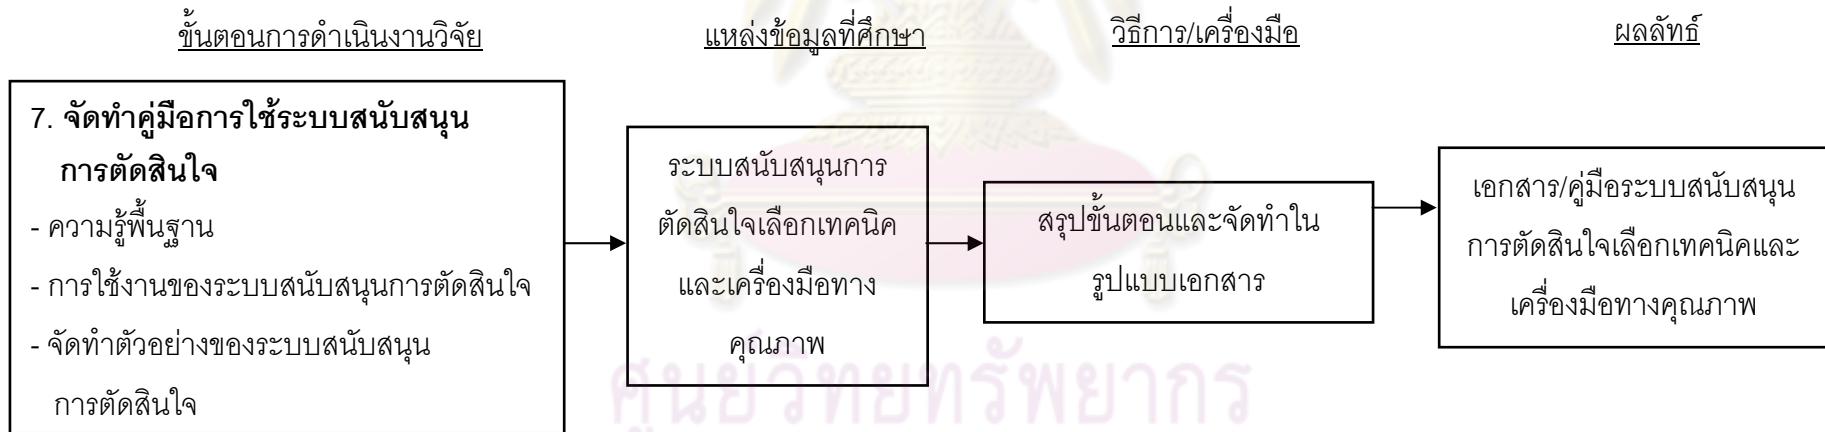 ขั้นตอนการดำเนินงานวิจัย
แหล่งข้อมูลที่ศึกษา
วิธีการ/เครื่องมือ
ผลลัทธ์
7. จัดทำคู่มือการใช้ระบบสนับสนุน
การตัดสินใจ
- ความรู้พื้นฐาน
- การใช้งานของระบบสนับสนุนการตัดสินใจ
- จัดทำตัวอย่างของระบบสนับสนุน
การตัดสินใจ
ระบบสนับสนุนการ
ตัดสินใจเลือกเทคนิค
และเครื่องมือทาง
คุณภาพ
สรุปขั้นตอนและจัดทำใน
รูปแบบเอกสาร
เอกสาร/คู่มือระบบสนับสนุน
การตัดสินใจเลือกเทคนิคและ
เครื่องมือทางคุณภาพ
ศูนย์วิทยทรัพยากร